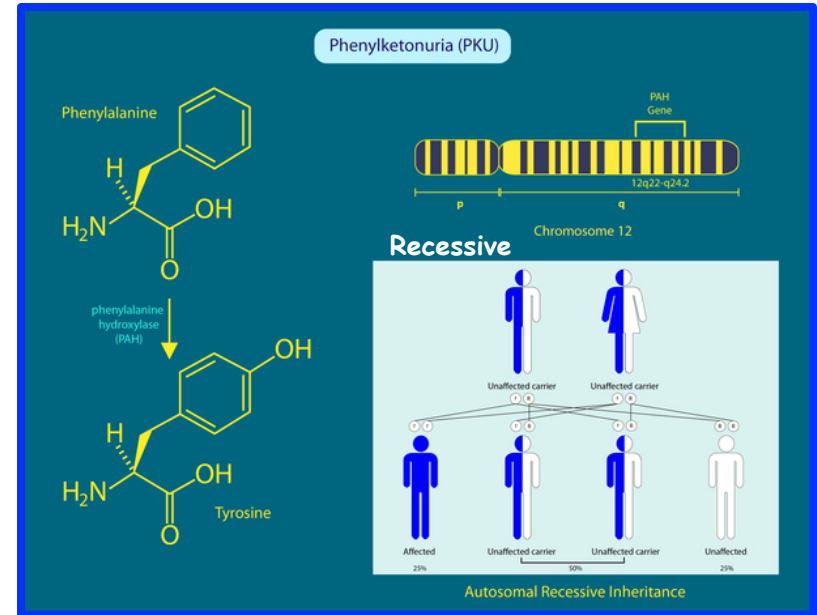 Phenylketonuria (PKU)
Phenylalanine
H
H₂N
OH
O
phenylalanine
hydroxylase
(PAH)
OH
H
H₂N
OH
O
Tyrosine
PAH
Gene
12q22-q24.2
p
q
Chromosome 12
Recessive
Unaffected carrier
Unaffected carrier
r R
r R
r r
r R
r R
R R
Affected
Unaffected carrier
Unaffected carrier
Unaffected
25%
50%
25%
Autosomal Recessive Inheritance